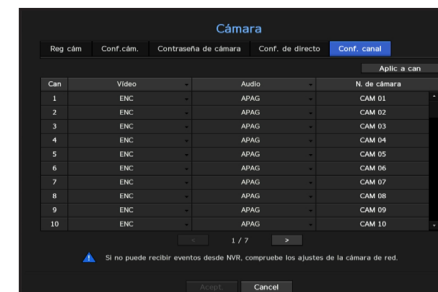 Cámara
Reg cám Conf.cám. Contraseña de cámara Conf. de directo Conf. canal
Aplic a can
Can Vídeo Audio N. de cámara
1 ENC APAG CAM 01
2 ENC APAG CAM 02
3 ENC APAG CAM 03
4 ENC APAG CAM 04
5 ENC APAG CAM 05
6 ENC APAG CAM 06
7 ENC APAG CAM 07
8 ENC APAG CAM 08
9 ENC APAG CAM 09
10 ENC APAG CAM 10
< 1 / 7 >
Si no puede recibir eventos desde NVR, compruebe los ajustes de la cámara de red.
Acept Cancel